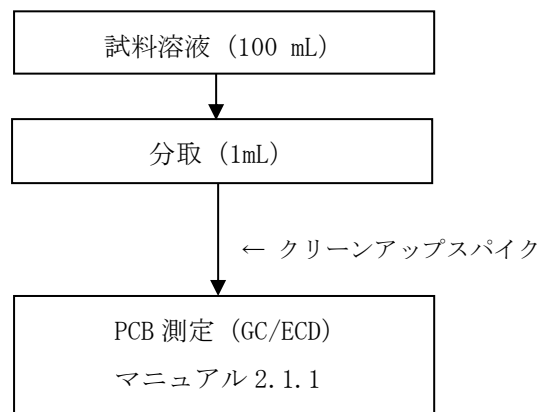 試料溶液 (100 mL)
分取 (1mL)
← クリーンアップスパイク
PCB 測定 (GC/ECD)
マニュアル 2.1.1